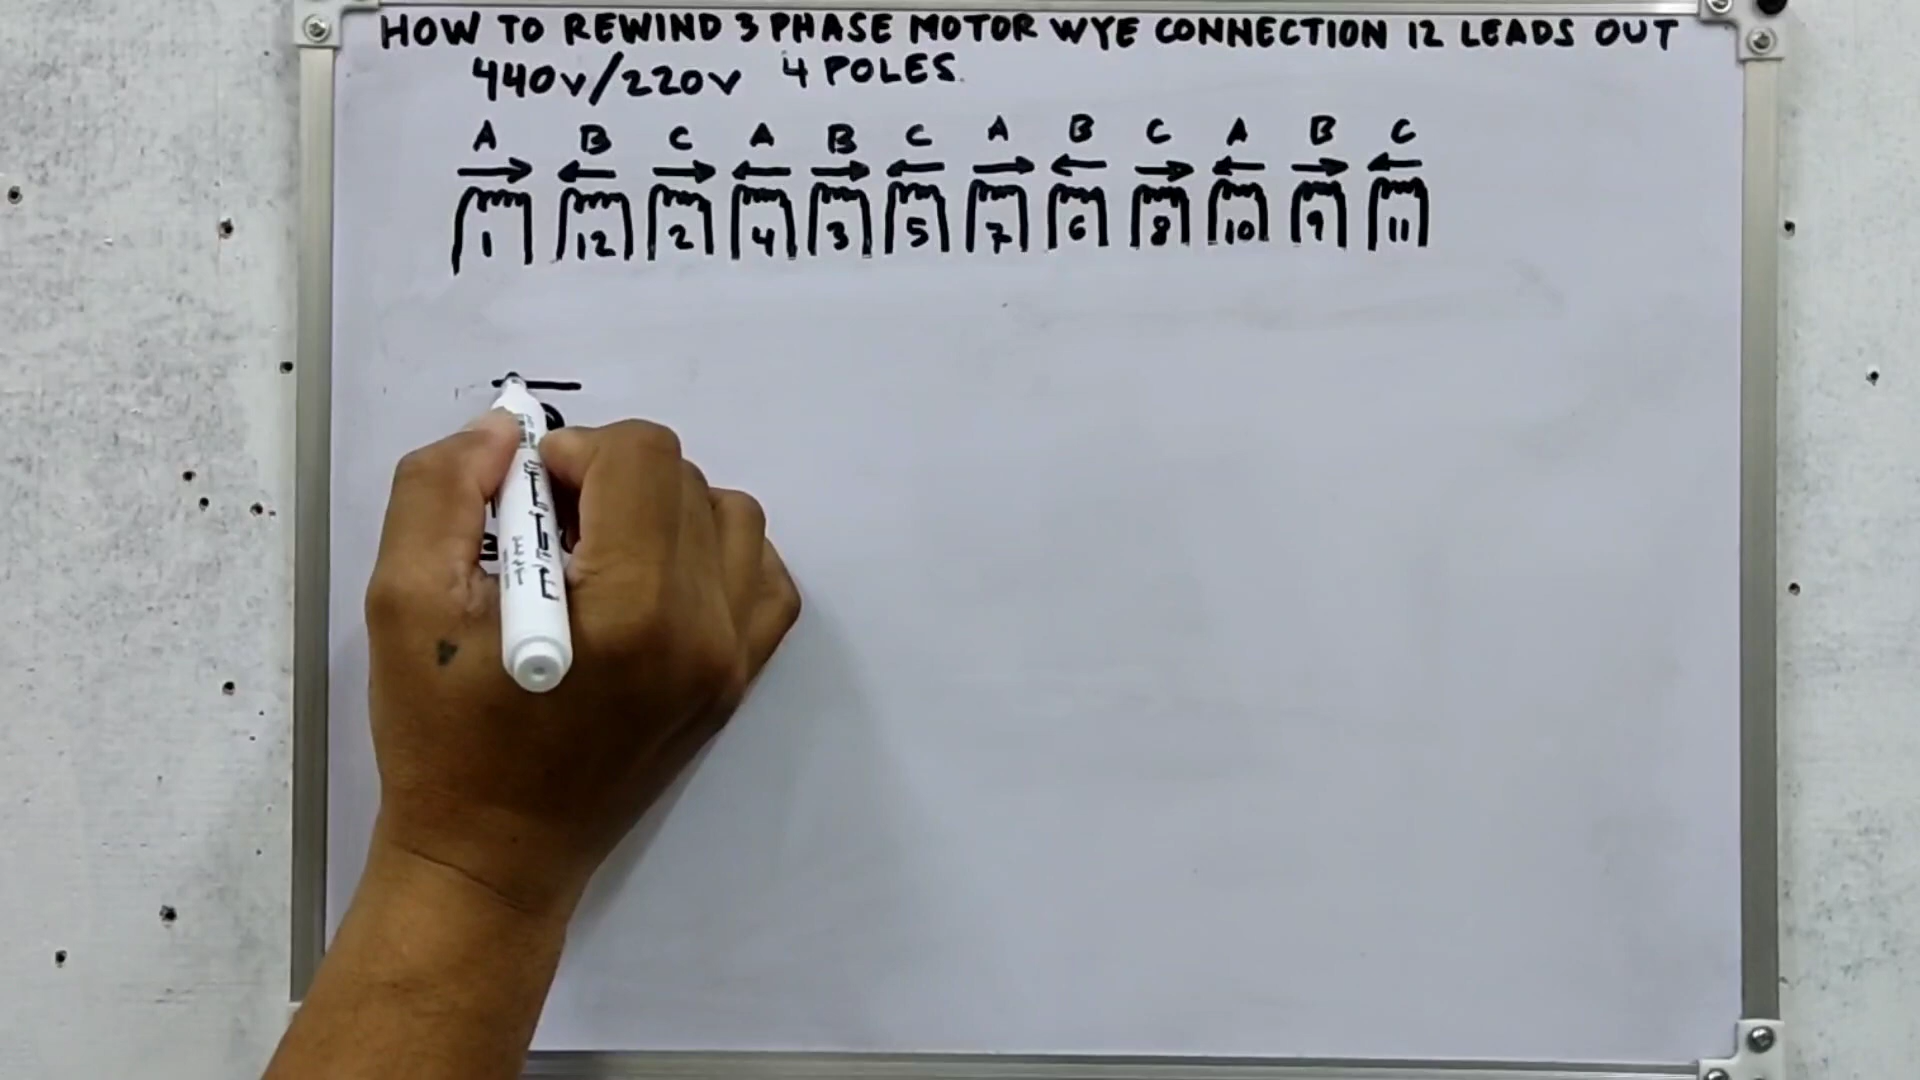 HOW TO REWIND 3 PHASE MOTOR WYE CONNECTION 12 LEADS OUT
440V/220V 4 POLES.
A B C A B C A B C A B C
1 12 2 4 3 5 7 6 8 10 9 11